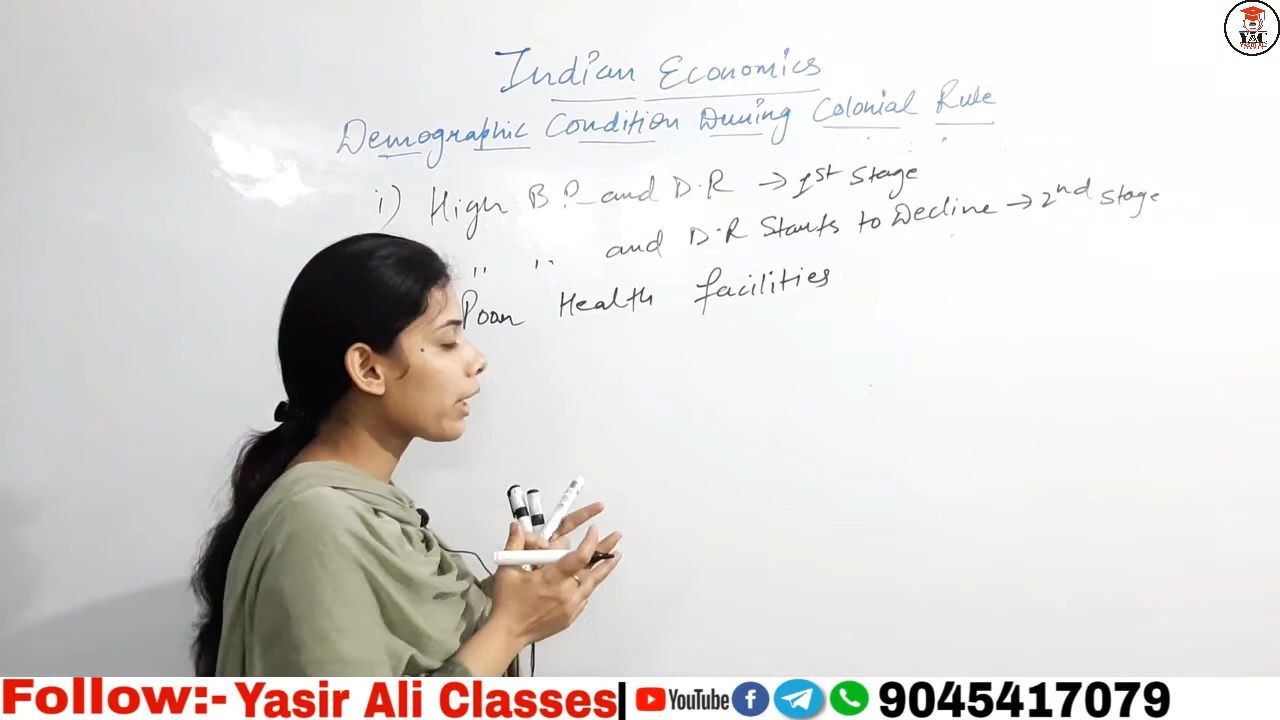 Indian Economics
Demographic Condition During Colonial Rule
i) High B.R and D.R → 1st Stage
" " and D.R Starts to Decline → 2nd Stage
Poor Health facilities
Follow:- Yasir Ali Classes| YouTube 9045417079